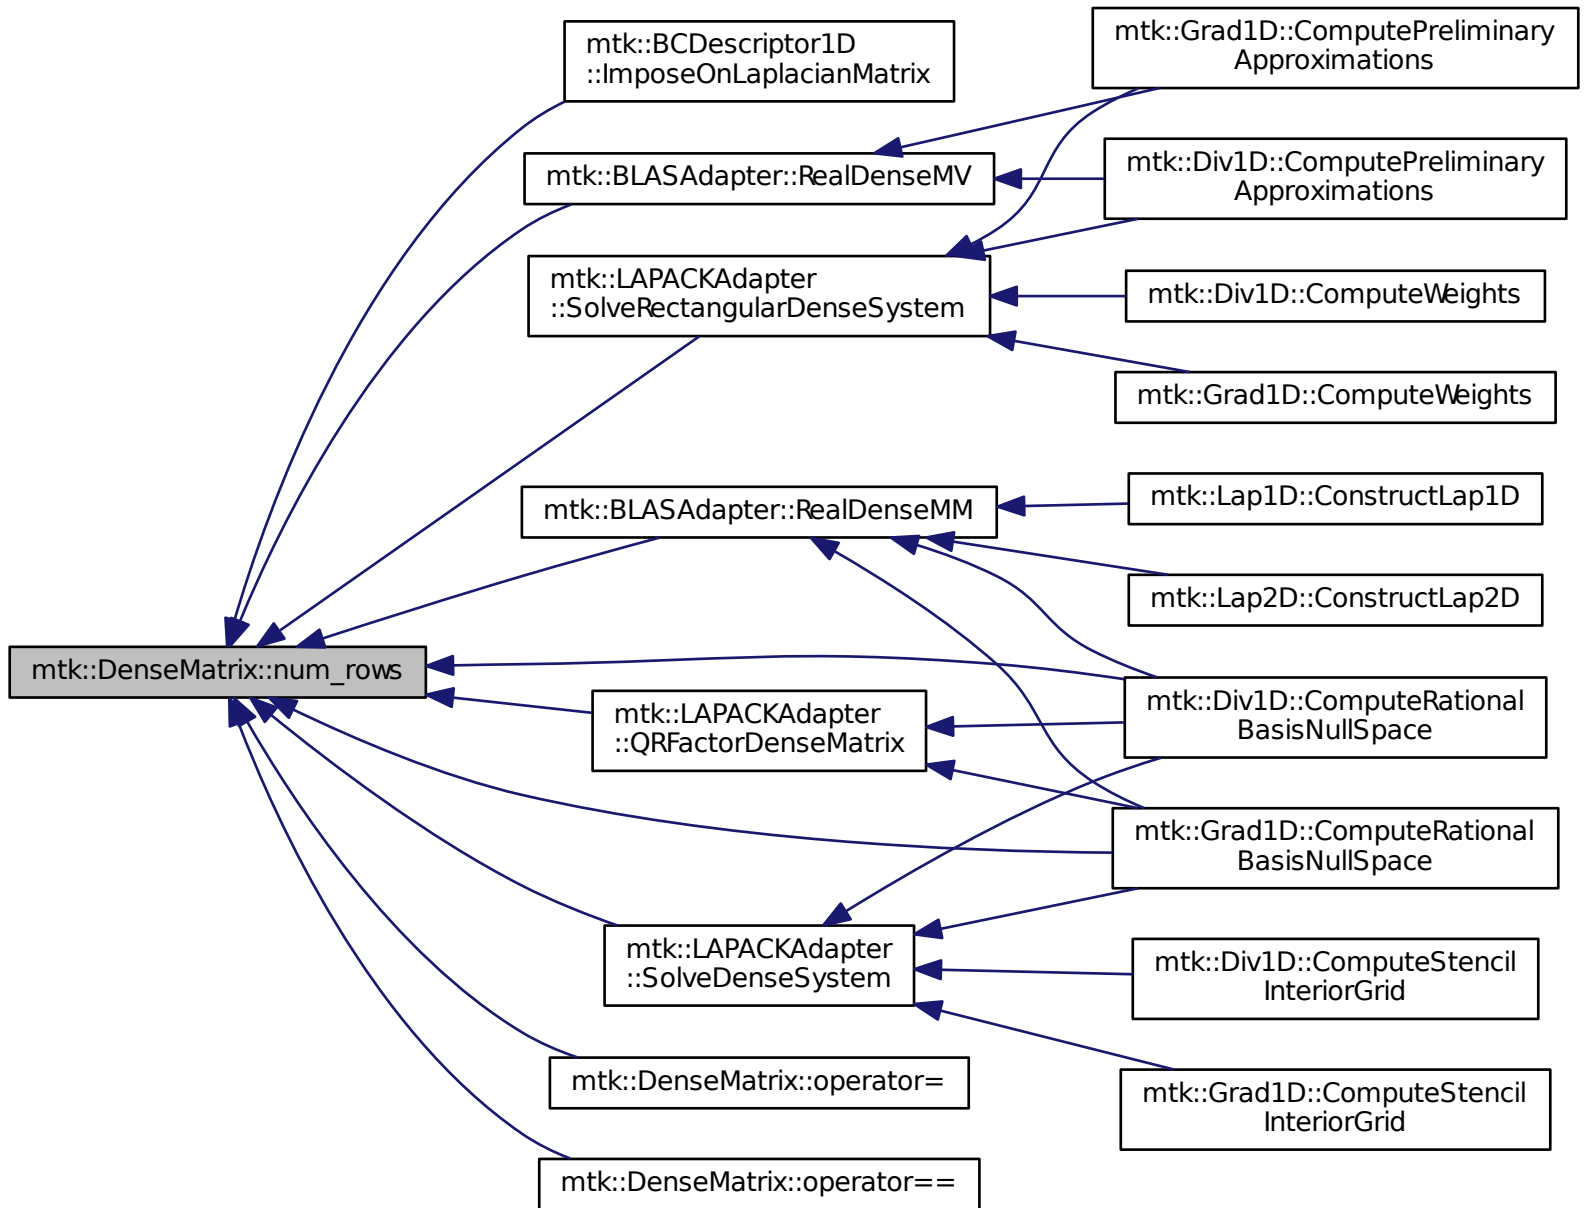 mtk::DenseMatrix::num_rows
mtk::BCDescriptor1D
::ImposeOnLaplacianMatrix
mtk::BLASAdapter::RealDenseMV
mtk::LAPACKAdapter
::SolveRectangularDenseSystem
mtk::BLASAdapter::RealDenseMM
mtk::LAPACKAdapter
::QRFactorDenseMatrix
mtk::LAPACKAdapter
::SolveDenseSystem
mtk::DenseMatrix::operator=
mtk::DenseMatrix::operator==
mtk::Grad1D::ComputePreliminary
Approximations
mtk::Div1D::ComputePreliminary
Approximations
mtk::Div1D::ComputeWeights
mtk::Grad1D::ComputeWeights
mtk::Lap1D::ConstructLap1D
mtk::Lap2D::ConstructLap2D
mtk::Div1D::ComputeRational
BasisNullSpace
mtk::Grad1D::ComputeRational
BasisNullSpace
mtk::Div1D::ComputeStencil
InteriorGrid
mtk::Grad1D::ComputeStencil
InteriorGrid